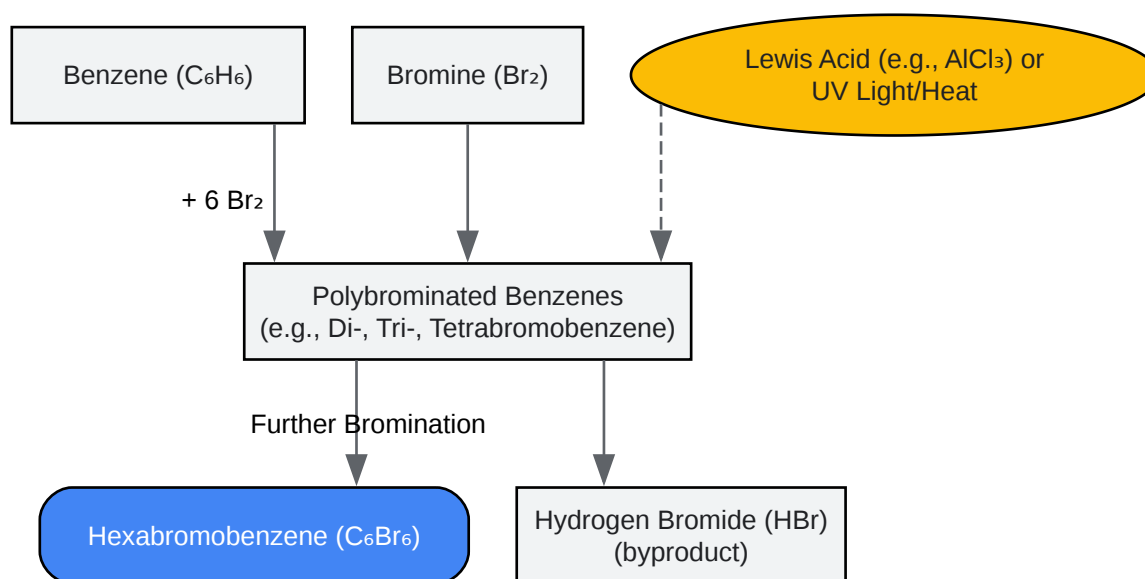 Benzene (C₆H₆)
Bromine (Br₂)
Lewis Acid (e.g., AlCl₃) or
UV Light/Heat
+ 6 Br₂
Polybrominated Benzenes
(e.g., Di-, Tri-, Tetrabromobenzene)
Further Bromination
Hexabromobenzene (C₆Br₆)
Hydrogen Bromide (HBr)
(byproduct)